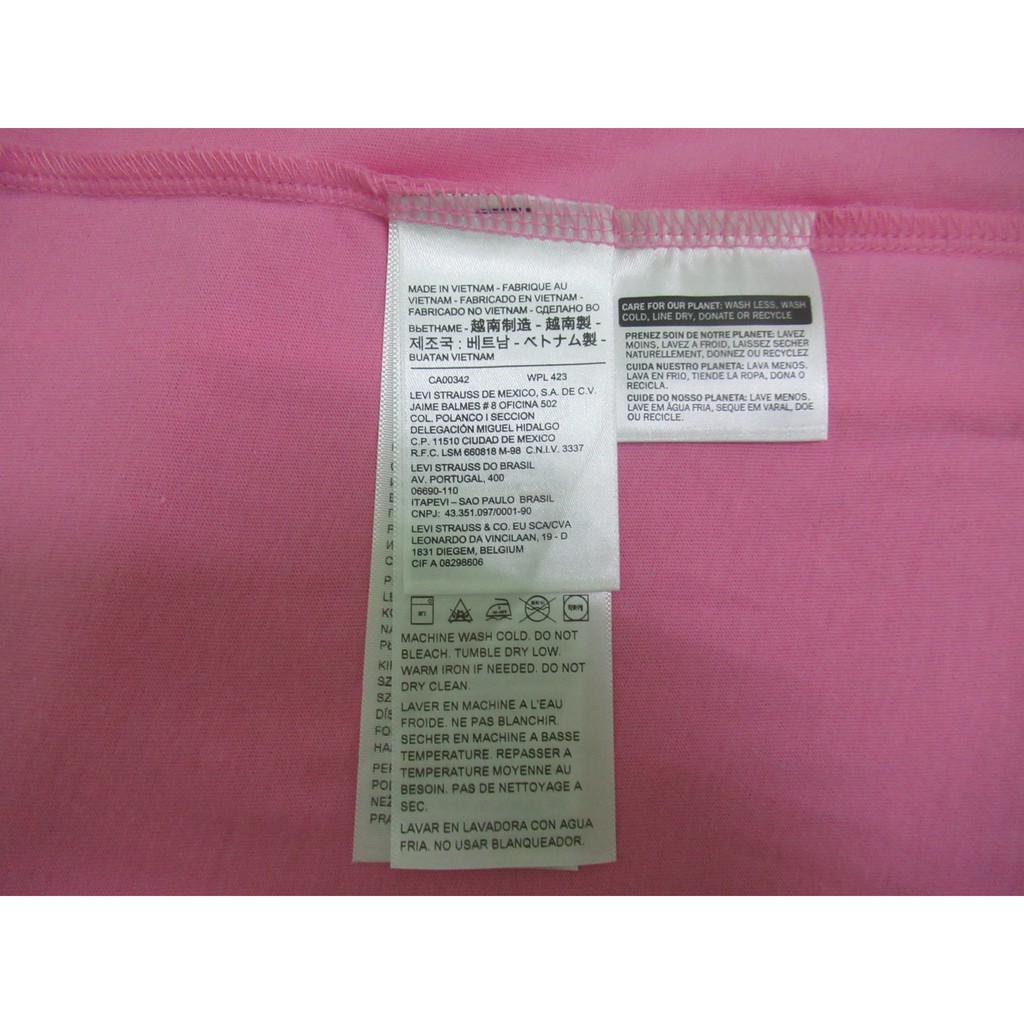 MADE IN VIETNAM - FABRIQUE AU
VIETNAM - FABRICADO EN VIETNAM -
FABRICADO NO VIETNAM - СДЕЛАНО ВО
ВЬЕТНАМЕ - 越南制造 - 越南製 -
제조국 : 베트남 - ベトナム製 -
BUATAN VIETNAM
CA00342 WPL 423
LEVI STRAUSS DE MEXICO, S.A. DE C.V.
JAIME BALMES # 8 OFICINA 502
COL. POLANCO I SECCION
DELEGACIÓN MIGUEL HIDALGO
C.P. 11510 CIUDAD DE MEXICO
R.F.C. LSM 660818 M-98 C.N.I.V. 3337
LEVI STRAUSS DO BRASIL
AV. PORTUGAL, 400
06690-110
ITAPEVI – SAO PAULO BRASIL
CNPJ: 43.351.097/0001-90
LEVI STRAUSS & CO. EU SCA/CVA
LEONARDO DA VINCILAAN, 19 - D
1831 DIEGEM, BELGIUM
CIF A 08298606
MACHINE WASH COLD. DO NOT
BLEACH. TUMBLE DRY LOW.
WARM IRON IF NEEDED. DO NOT
DRY CLEAN.
LAVER EN MACHINE A L'EAU
FROIDE. NE PAS BLANCHIR.
SECHER EN MACHINE A BASSE
TEMPERATURE. REPASSER A
TEMPERATURE MOYENNE AU
BESOIN. PAS DE NETTOYAGE A
SEC.
LAVAR EN LAVADORA CON AGUA
FRIA. NO USAR BLANQUEADOR.
CARE FOR OUR PLANET: WASH LESS, WASH
COLD, LINE DRY, DONATE OR RECYCLE
PRENEZ SOIN DE NOTRE PLANETE: LAVEZ
MOINS, LAVEZ A FROID, LAISSEZ SECHER
NATURELLEMENT, DONNEZ OU RECYCLEZ
CUIDA NUESTRO PLANETA: LAVA MENOS,
LAVA EN FRIO, TIENDE LA ROPA, DONA O
RECICLA.
CUIDE DO NOSSO PLANETA: LAVE MENOS,
LAVE EM ÁGUA FRIA, SEQUE EM VARAL, DOE
OU RECICLE.